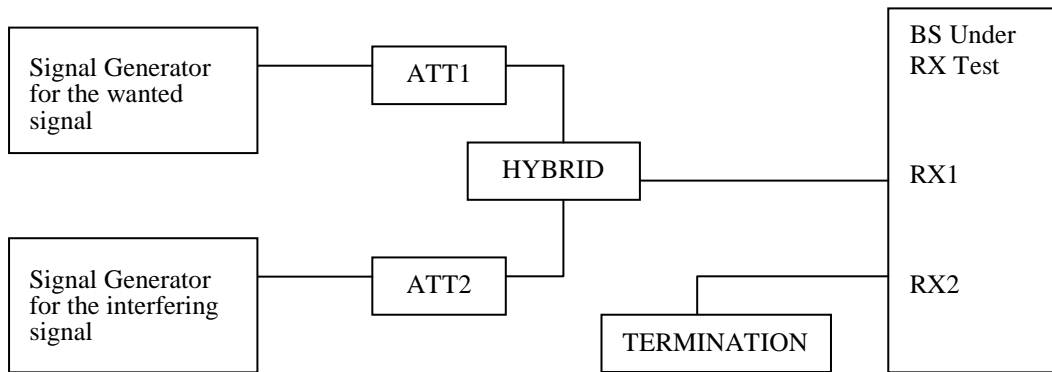 Signal Generator
for the wanted
signal
ATT1
HYBRID
BS Under
RX Test
RX1
Signal Generator
for the interfering
signal
ATT2
RX2
TERMINATION